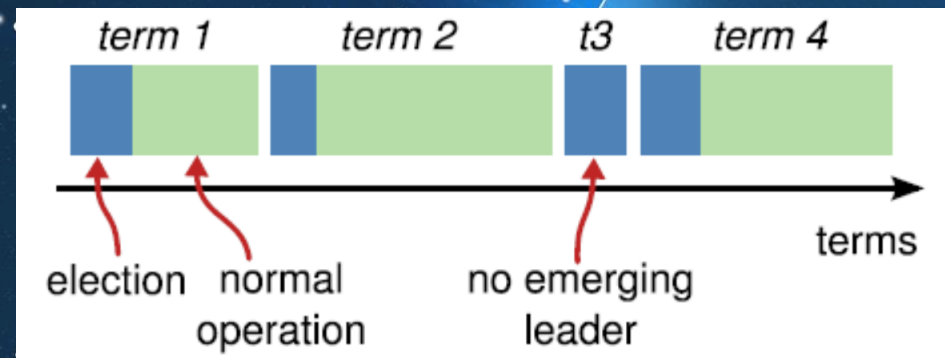 term 1
term 2
t3
term 4
terms
election
normal
operation
no emerging
leader